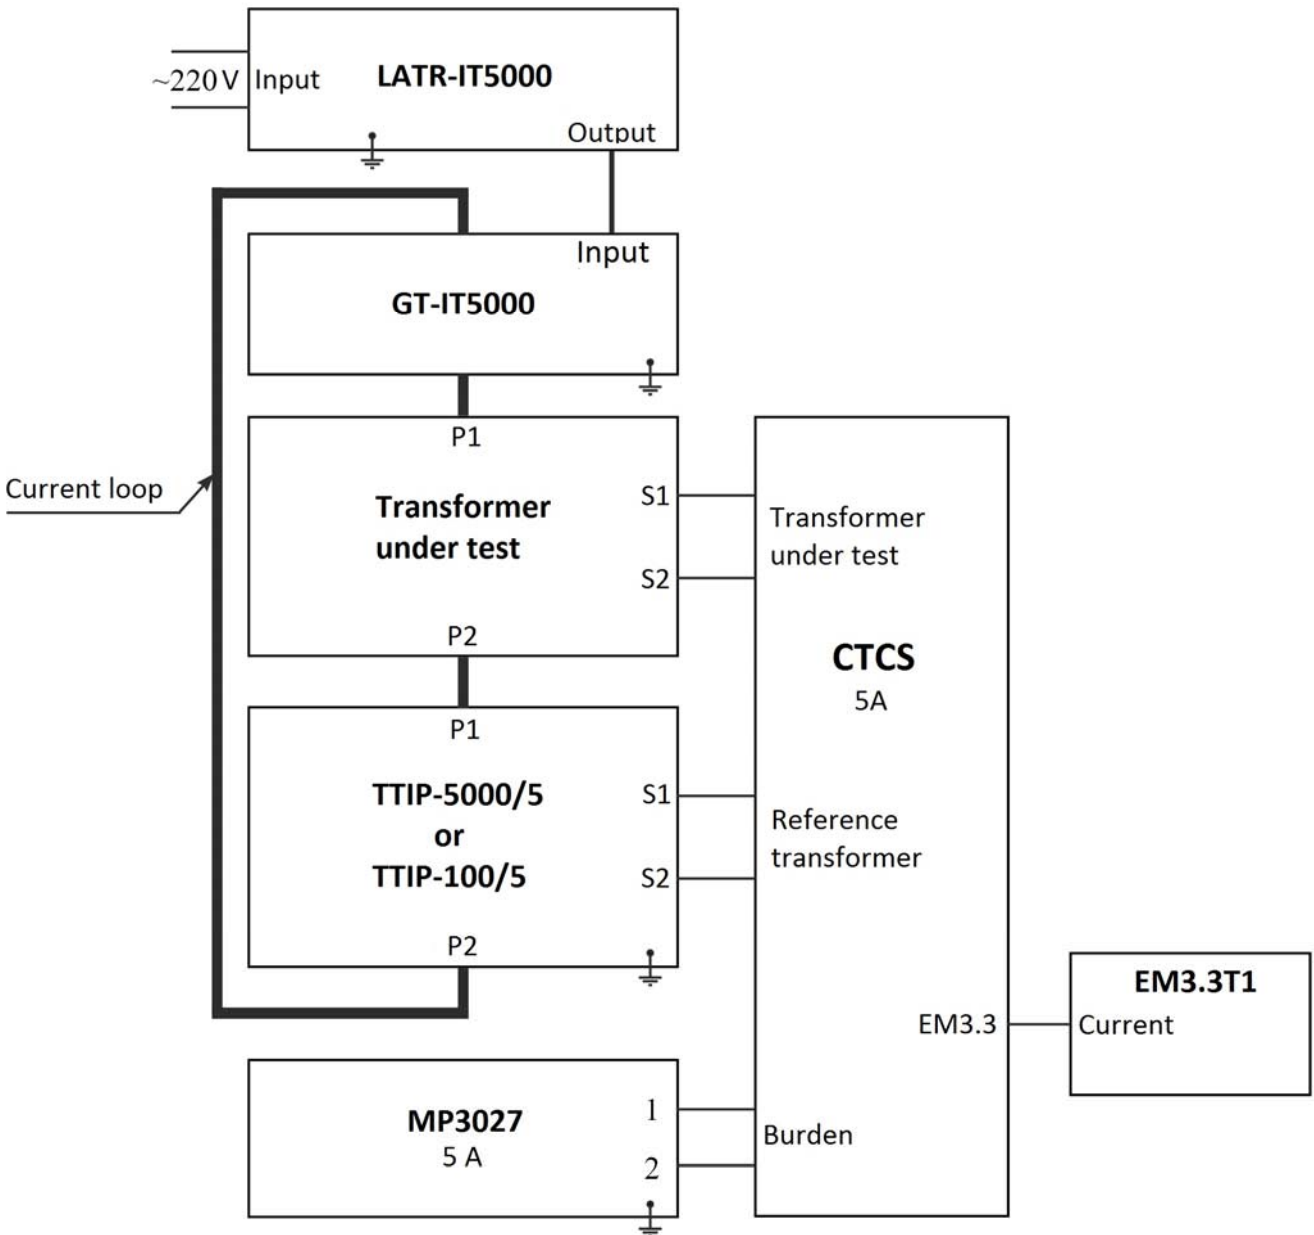 LATR-IT5000
~220 V
Input
Output
Input
GT-IT5000
P1
Current loop
Transformer
under test
S1
S2
P2
Transformer
under test
CTCS
5A
P1
TTIP-5000/5
or
TTIP-100/5
S1
S2
P2
Reference
transformer
EM3.3
EM3.3T1
Current
MP3027
5 A
1
2
Burden